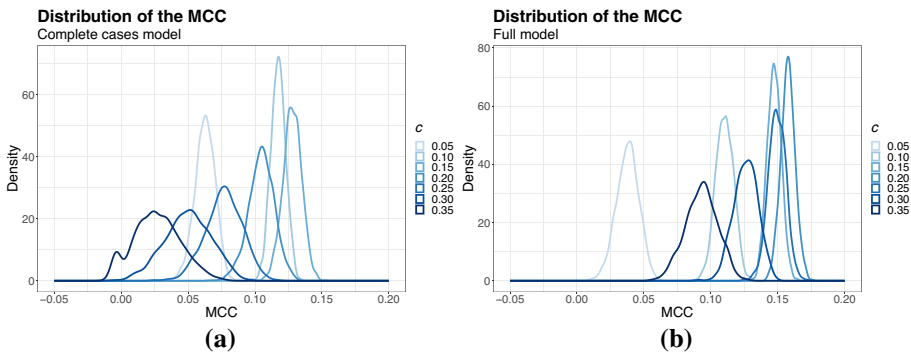 Distribution of the MCC
Complete cases model
Density
60
40
20
0
−0.05 0.00 0.05 0.10 0.15 0.20
MCC
c
0.05
0.10
0.15
0.20
0.25
0.30
0.35
(a)
Distribution of the MCC
Full model
Density
80
60
40
20
0
−0.05 0.00 0.05 0.10 0.15 0.20
MCC
c
0.05
0.10
0.15
0.20
0.25
0.30
0.35
(b)